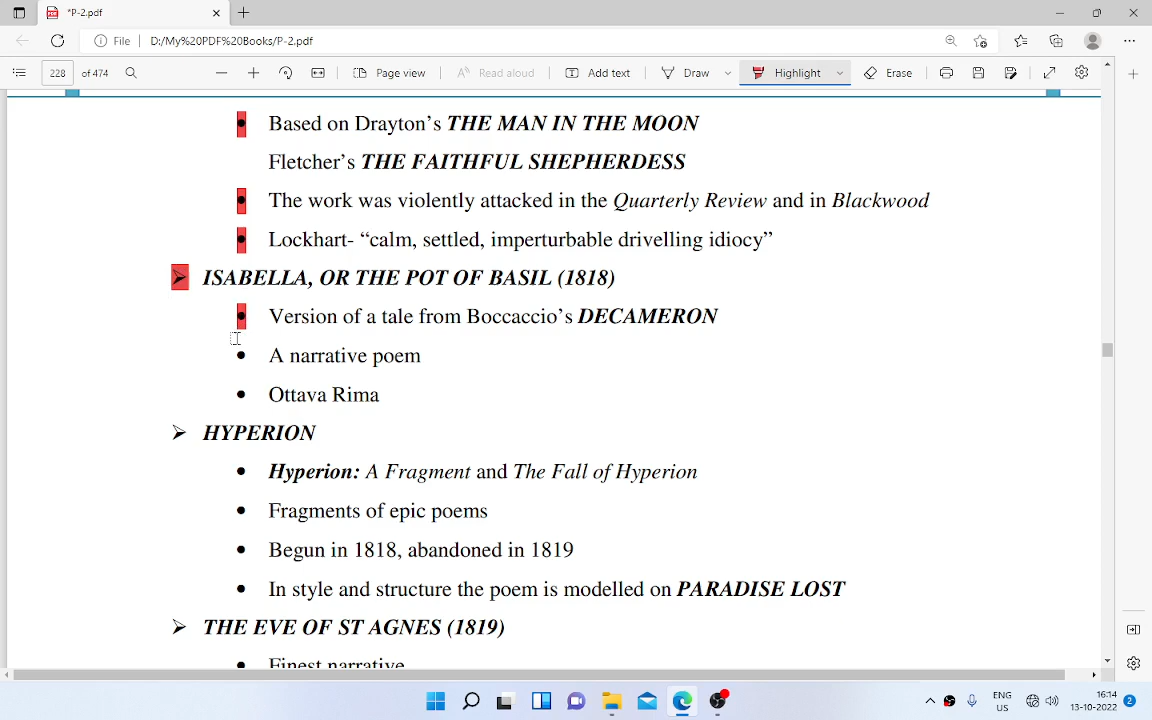 *P-2.pdf
File
D:/My%20PDF%20Books/P-2.pdf
228 of 474
Page view
Read aloud
Add text
Draw
Highlight
Erase
• Based on Drayton’s THE MAN IN THE MOON
Fletcher’s THE FAITHFUL SHEPHERDESS
• The work was violently attacked in the Quarterly Review and in Blackwood
• Lockhart- “calm, settled, imperturbable drivelling idiocy”
➢ ISABELLA, OR THE POT OF BASIL (1818)
• Version of a tale from Boccaccio’s DECAMERON
• A narrative poem
• Ottava Rima
➢ HYPERION
• Hyperion: A Fragment and The Fall of Hyperion
• Fragments of epic poems
• Begun in 1818, abandoned in 1819
• In style and structure the poem is modelled on PARADISE LOST
➢ THE EVE OF ST AGNES (1819)
• Finest narrative
ENG
US
16:14
13-10-2022
2